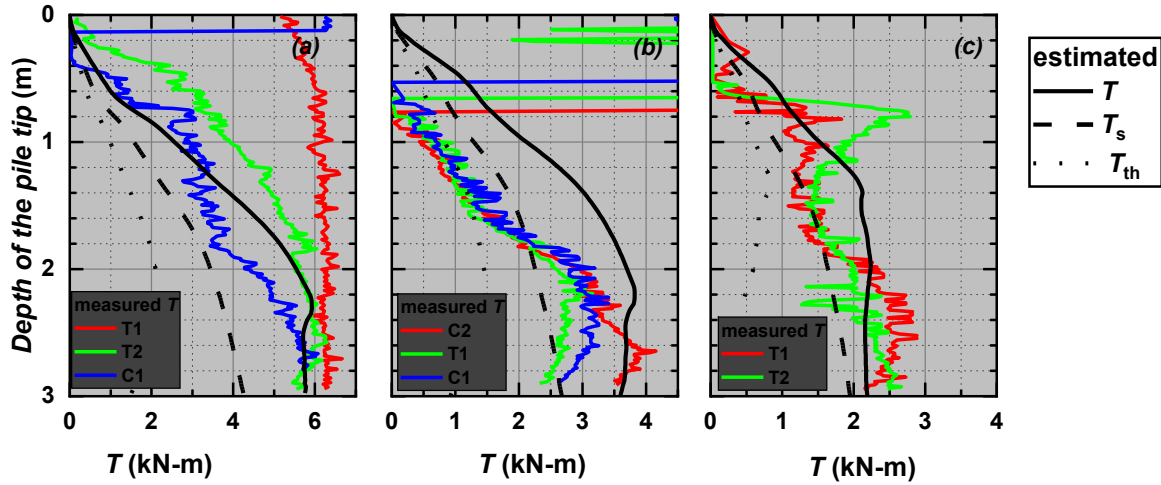 Depth of the pile tip (m)
0
1
2
3
(a)
measured T
T1
T2
C1
0 2 4 6
T (kN-m)
(b)
measured T
C2
T1
C1
0 1 2 3 4
T (kN-m)
(c)
measured T
T1
T2
0 1 2 3 4
T (kN-m)
estimated
T
Ts
Tth